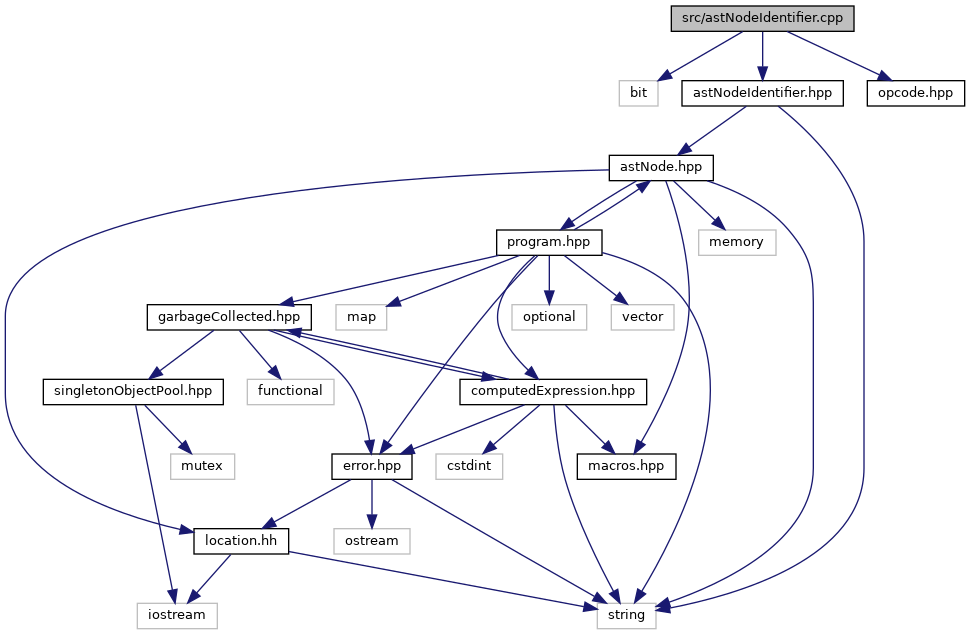 src/astNodeIdentifier.cpp
bit
astNodeIdentifier.hpp
opcode.hpp
astNode.hpp
program.hpp
memory
garbageCollected.hpp
map
optional
vector
singletonObjectPool.hpp
functional
computedExpression.hpp
mutex
error.hpp
cstdint
macros.hpp
location.hh
ostream
iostream
string